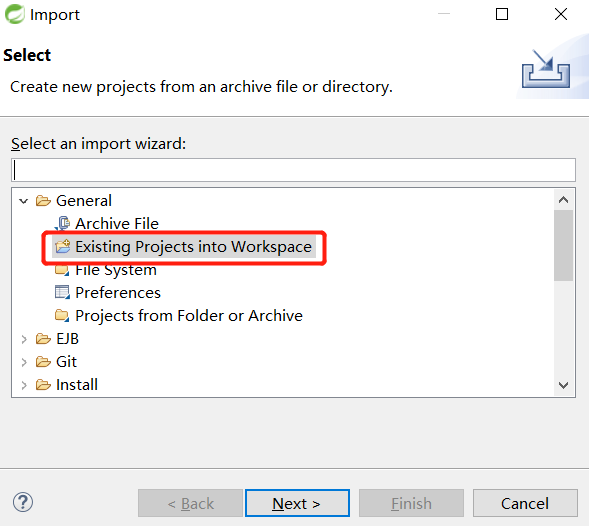 Import
Select
Create new projects from an archive file or directory.
Select an import wizard:
General
Archive File
Existing Projects into Workspace
File System
Preferences
Projects from Folder or Archive
EJB
Git
Install
?
< Back
Next >
Finish
Cancel